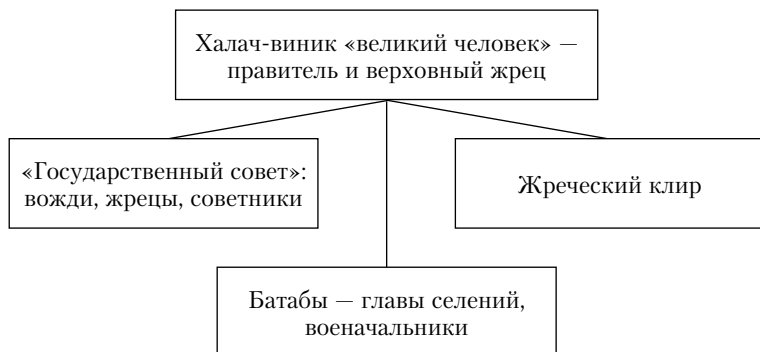 Халач-виник «великий человек» —
правитель и верховный жрец
«Государственный совет»:
вожди, жрецы, советники
Жреческий клир
Батабы — главы селений,
военачальники